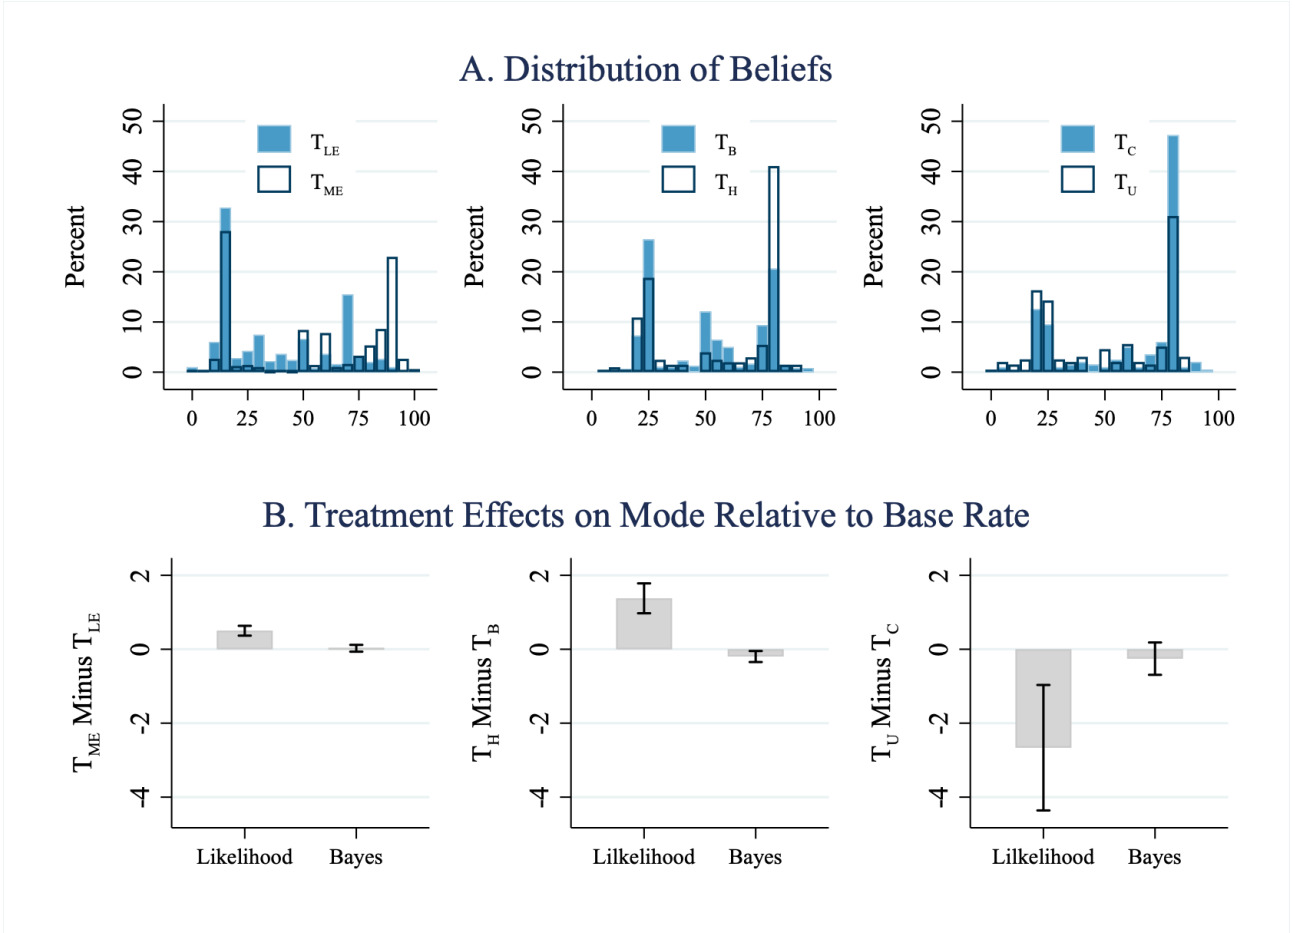 A. Distribution of Beliefs
Percent
50
40
30
20
10
0
T_LE
T_ME
0 25 50 75 100
Percent
50
40
30
20
10
0
T_B
T_H
0 25 50 75 100
Percent
50
40
30
20
10
0
T_C
T_U
0 25 50 75 100
B. Treatment Effects on Mode Relative to Base Rate
T_ME Minus T_LE
2
0
-2
-4
Likelihood Bayes
T_H Minus T_B
2
0
-2
-4
Lilkelihood Bayes
T_U Minus T_C
2
0
-2
-4
Lilkelihood Bayes